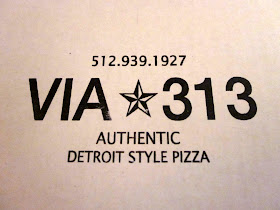 512.939.1927
VIA ★ 313
AUTHENTIC
DETROIT STYLE PIZZA